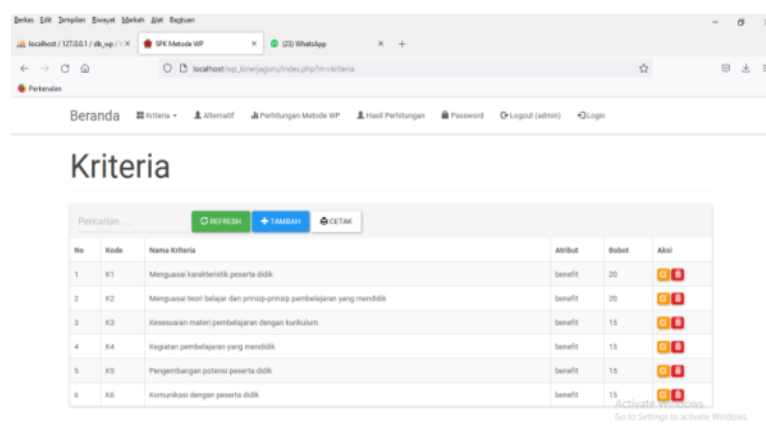 Berkas Edit Tampilan Riwayat Markah Alat Bantuan
localhost / 127.0.0.1 / db_wp / t × SPK Metode WP × (23) WhatsApp × +
localhost/wp_kinerjaguru/index.php?m=kriteria
Perkenalan
Beranda Kriteria Alternatif Perhitungan Metode WP Hasil Perhitungan Password Logout (admin) Login
Kriteria
Pencarian. . . REFRESH + TAMBAH CETAK
No Kode Nama Kriteria Atribut Bobot Aksi
1 K1 Menguasai karakteristik peserta didik benefit 20
2 K2 Menguasai teori belajar dan prinsip-prinsip pembelajaran yang mendidik benefit 20
3 K3 Kesesuaian materi pembelajaran dengan kurikulum benefit 15
4 K4 Kegiatan pembelajaran yang mendidik benefit 15
5 K5 Pengembangan potensi peserta didik benefit 15
6 K6 Komunikasi dengan peserta didik benefit 15
Activate Windows
Go to Settings to activate Windows.